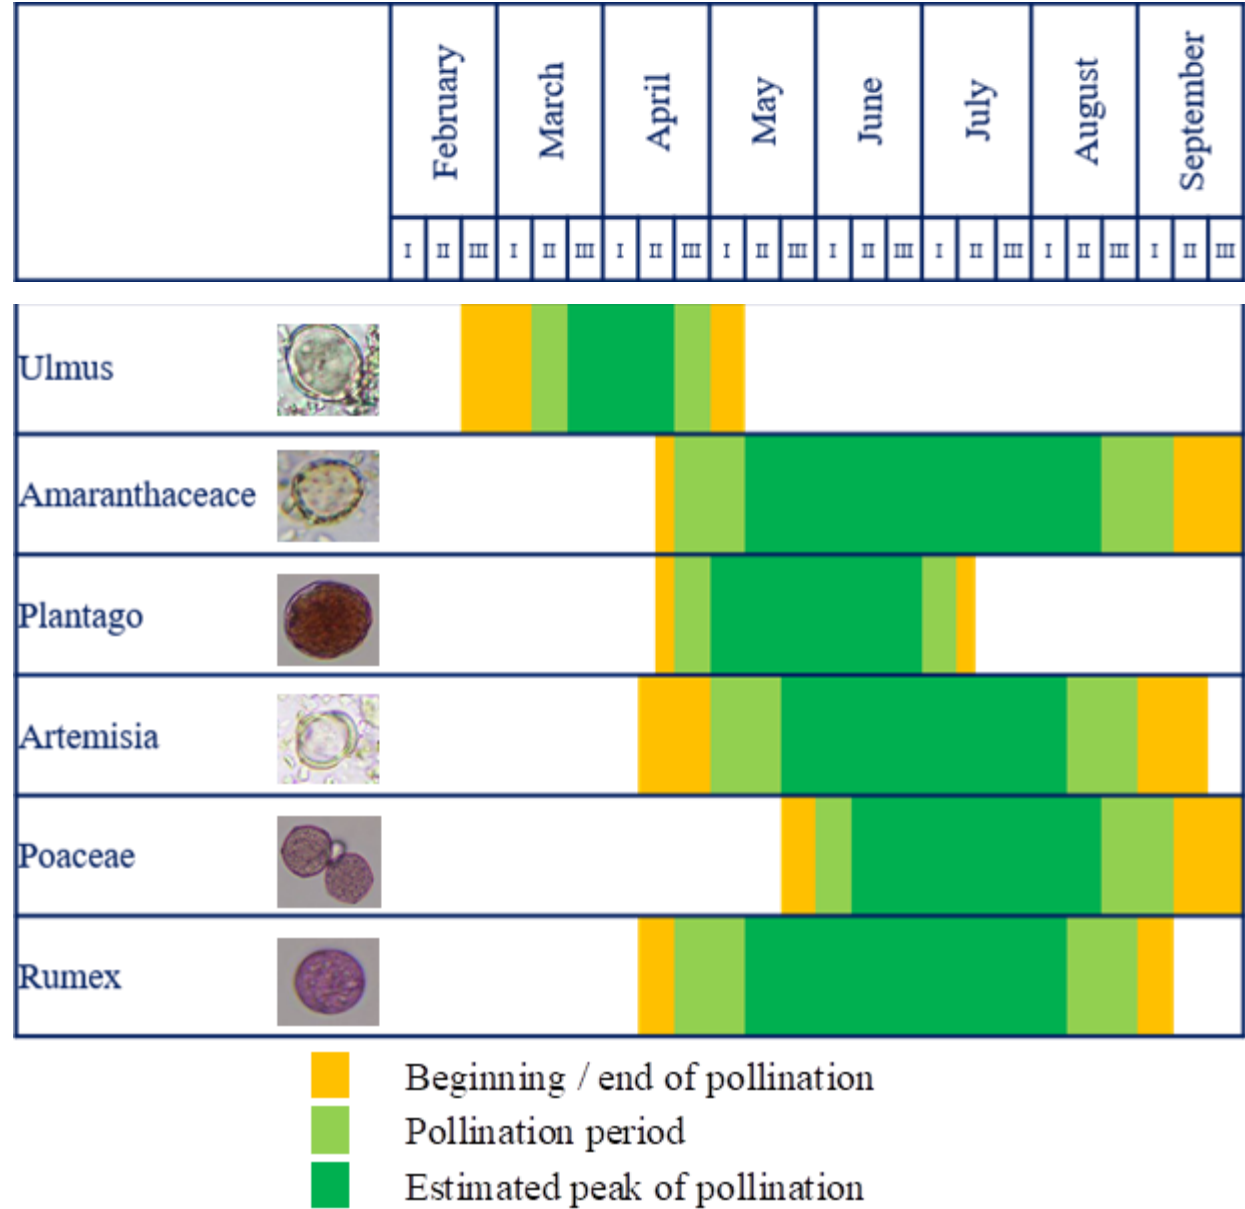 February March April May June July August September
I II III I II III I II III I II III I II III I II III I II III I II III
Ulmus
Amaranthaceace
Plantago
Artemisia
Poaceae
Rumex
Beginning / end of pollination
Pollination period
Estimated peak of pollination